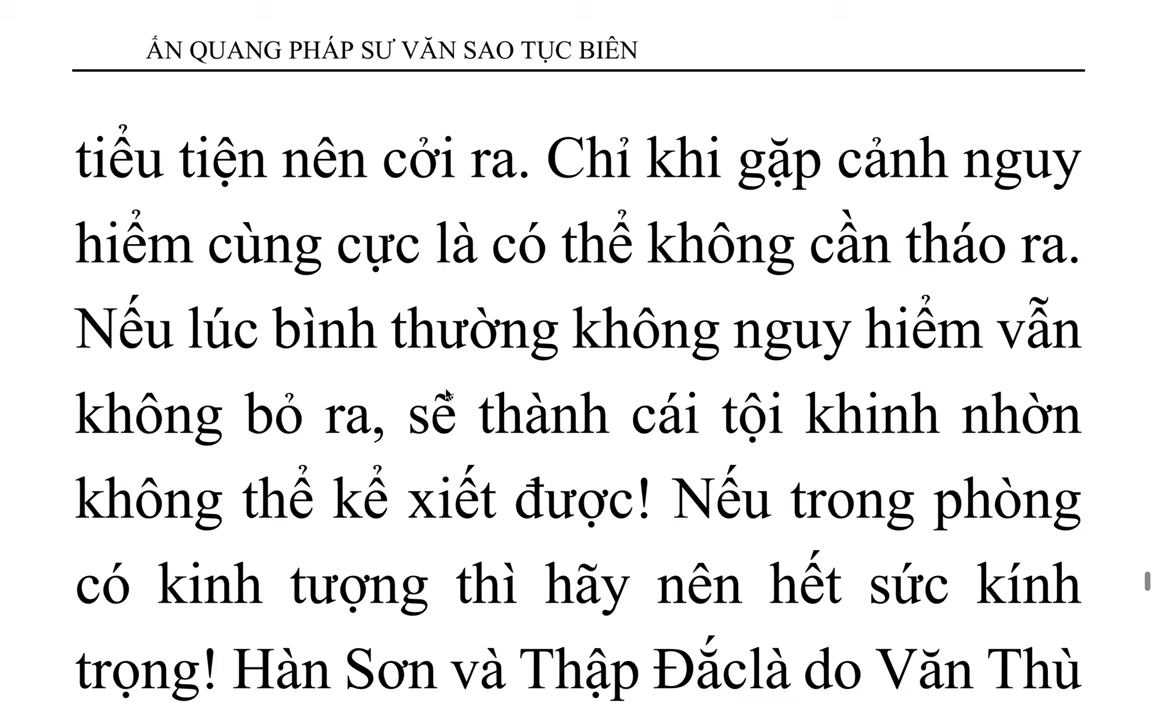 ẤN QUANG PHÁP SƯ VĂN SAO TỤC BIÊN
tiểu tiện nên cởi ra. Chỉ khi gặp cảnh nguy
hiểm cùng cực là có thể không cần tháo ra.
Nếu lúc bình thường không nguy hiểm vẫn
không bỏ ra, sẽ thành cái tội khinh nhờn
không thể kể xiết được! Nếu trong phòng
có kinh tượng thì hãy nên hết sức kính
trọng! Hàn Sơn và Thập Đắclà do Văn Thù